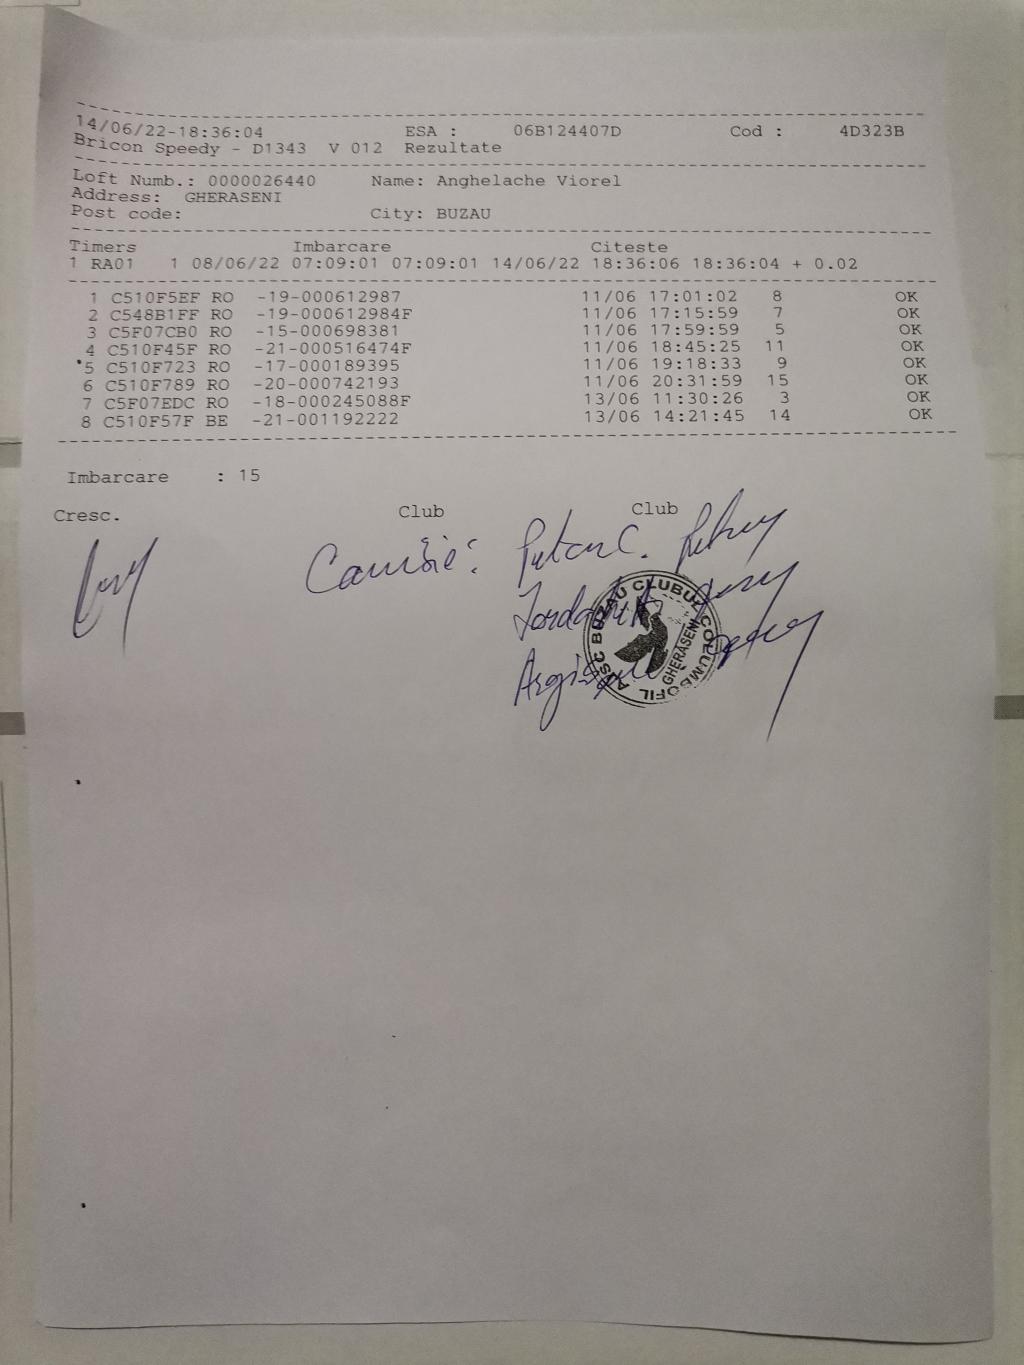 14/06/22-18:36:04 ESA : 06B124407D Cod : 4D323B
Bricon Speedy - D1343 V 012 Rezultate
Loft Numb.: 0000026440 Name: Anghelache Viorel
Address: GHERASENI
Post code: City: BUZAU
Timers Imbarcare Citeste
1 RA01 1 08/06/22 07:09:01 07:09:01 14/06/22 18:36:06 18:36:04 + 0.02
1 C510F5EF RO -19-000612987 11/06 17:01:02 8 OK
2 C548B1FF RO -19-000612984F 11/06 17:15:59 7 OK
3 C5F07CB0 RO -15-000698381 11/06 17:59:59 5 OK
4 C510F45F RO -21-000516474F 11/06 18:45:25 11 OK
5 C510F723 RO -17-000189395 11/06 19:18:33 9 OK
6 C510F789 RO -20-000742193 11/06 20:31:59 15 OK
7 C5F07EDC RO -18-000245088F 13/06 11:30:26 3 OK
8 C510F57F BE -21-001192222 13/06 14:21:45 14 OK
Imbarcare : 15
Cresc. Club Club
CLUBUL COLUMBOFIL
GHERASENI
BUZAU